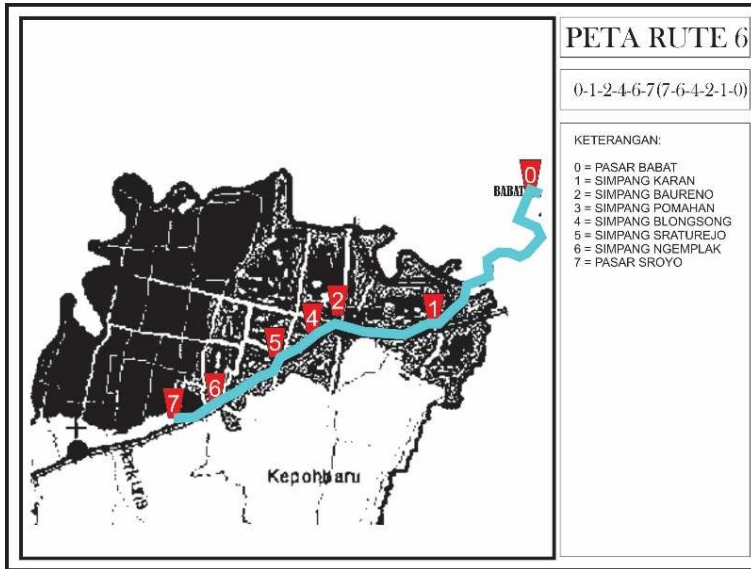 PETA RUTE 6
0-1-2-4-6-7(7-6-4-2-1-0)
KETERANGAN:
0 = PASAR BABAT
1 = SIMPANG KARAN
2 = SIMPANG BAURENO
3 = SIMPANG POMAHAN
4 = SIMPANG BLONGSONG
5 = SIMPANG SRATUREJO
6 = SIMPANG NGEMPLAK
7 = PASAR SROYO
BABAT
0
1
2
4
5
6
7
Kepohbaru